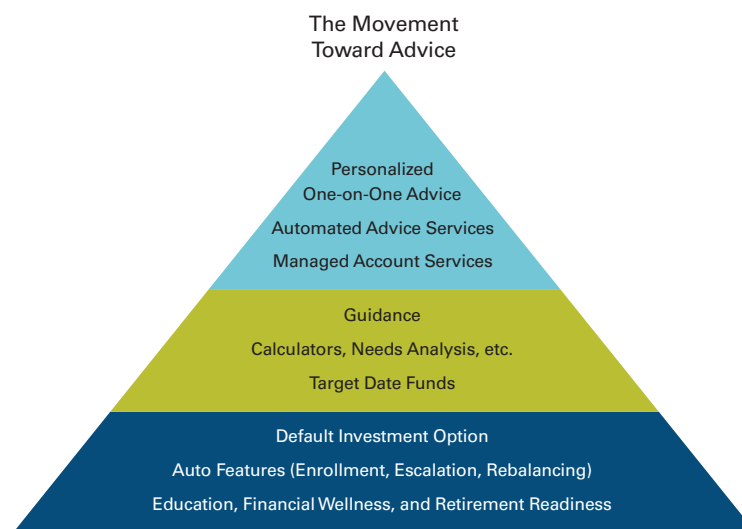 The Movement
Toward Advice
Personalized
One-on-One Advice
Automated Advice Services
Managed Account Services
Guidance
Calculators, Needs Analysis, etc.
Target Date Funds
Default Investment Option
Auto Features (Enrollment, Escalation, Rebalancing)
Education, Financial Wellness, and Retirement Readiness